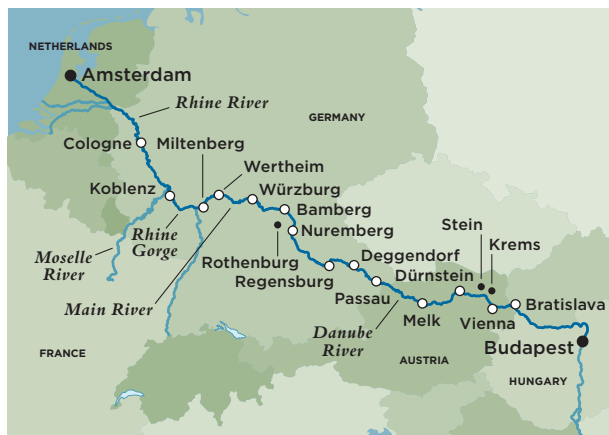 NETHERLANDS
Amsterdam
Rhine River
GERMANY
Cologne
Miltenberg
Wertheim
Koblenz
Würzburg
Bamberg
Rhine
Gorge
Nuremberg
Stein
Krems
Moselle
River
Rothenburg
Deggendorf
Regensburg
Dürnstein
Passau
Main River
Melk
Vienna
Bratislava
Danube
River
Budapest
FRANCE
AUSTRIA
HUNGARY